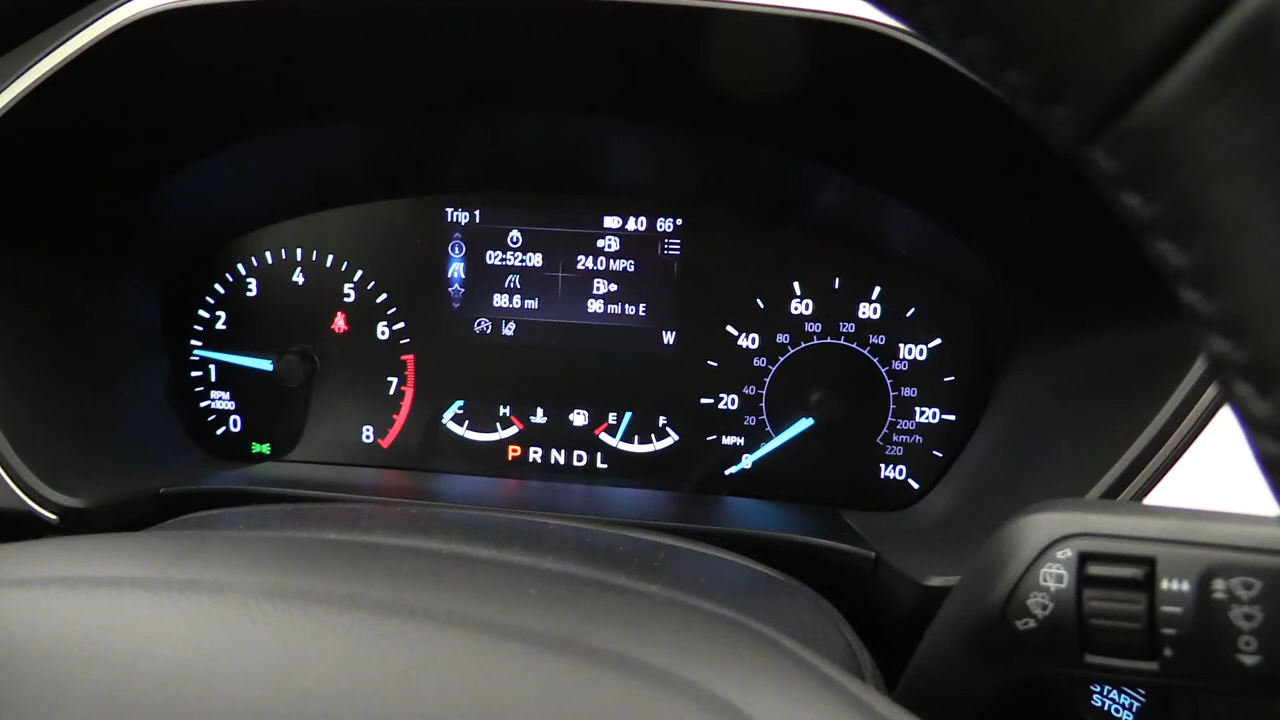 Trip 1
0 66°
02:52:08
24.0 MPG
88.6 mi
96 mi to E
W
0 1 2 3 4 5 6 7 8
RPM
x1000
C H
E F
P R N D L
0 20 40 60 80 100 120 140
MPH
20 40 60 80 100 120 140 160 180 200 220
km/h
START
STOP